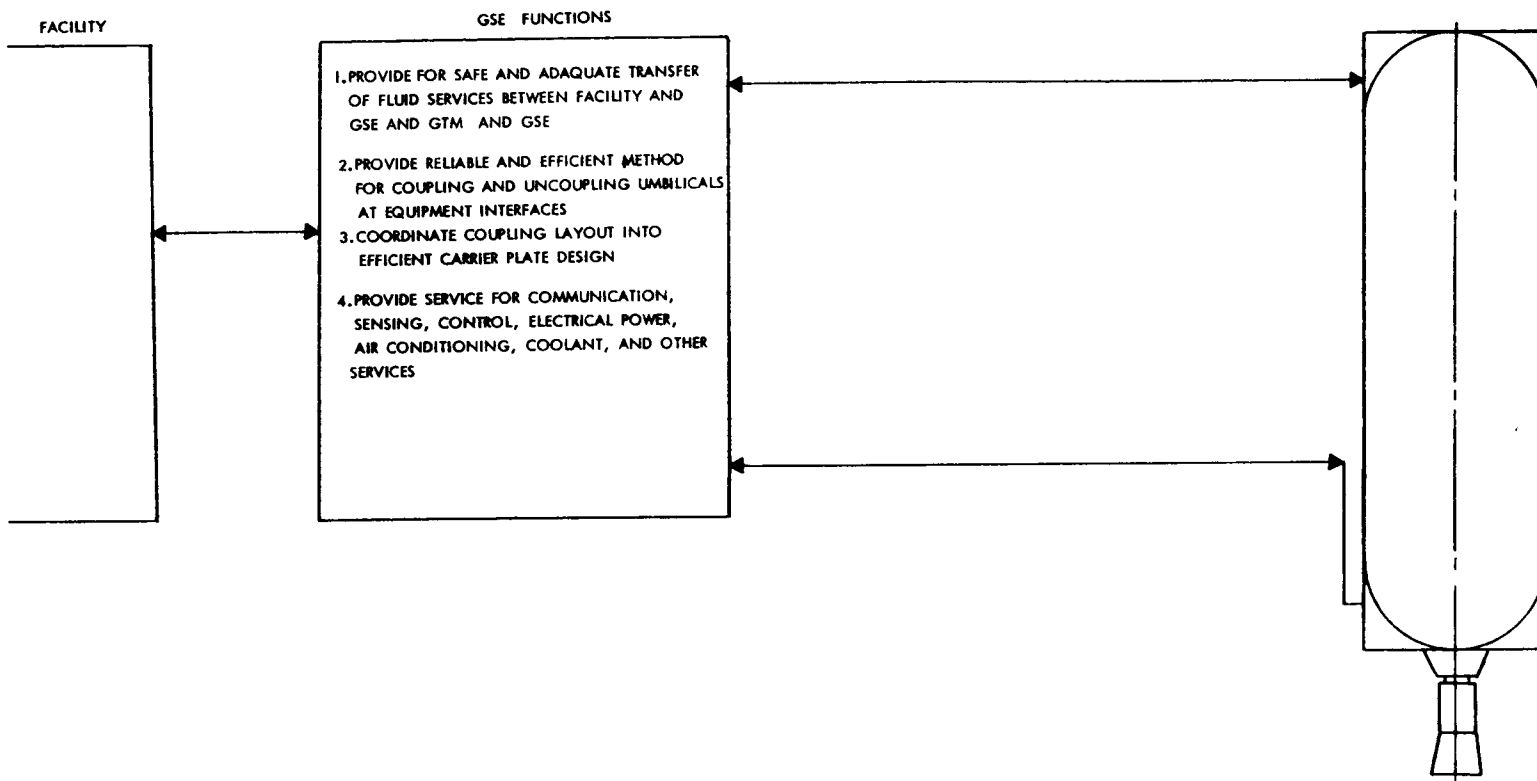 FACILITY
GSE FUNCTIONS
1. PROVIDE FOR SAFE AND ADAQUATE TRANSFER
OF FLUID SERVICES BETWEEN FACILITY AND
GSE AND GTM AND GSE
2. PROVIDE RELIABLE AND EFFICIENT METHOD
FOR COUPLING AND UNCOUPLING UMBILICALS
AT EQUIPMENT INTERFACES
3. COORDINATE COUPLING LAYOUT INTO
EFFICIENT CARRIER PLATE DESIGN
4. PROVIDE SERVICE FOR COMMUNICATION,
SENSING, CONTROL, ELECTRICAL POWER,
AIR CONDITIONING, COOLANT, AND OTHER
SERVICES